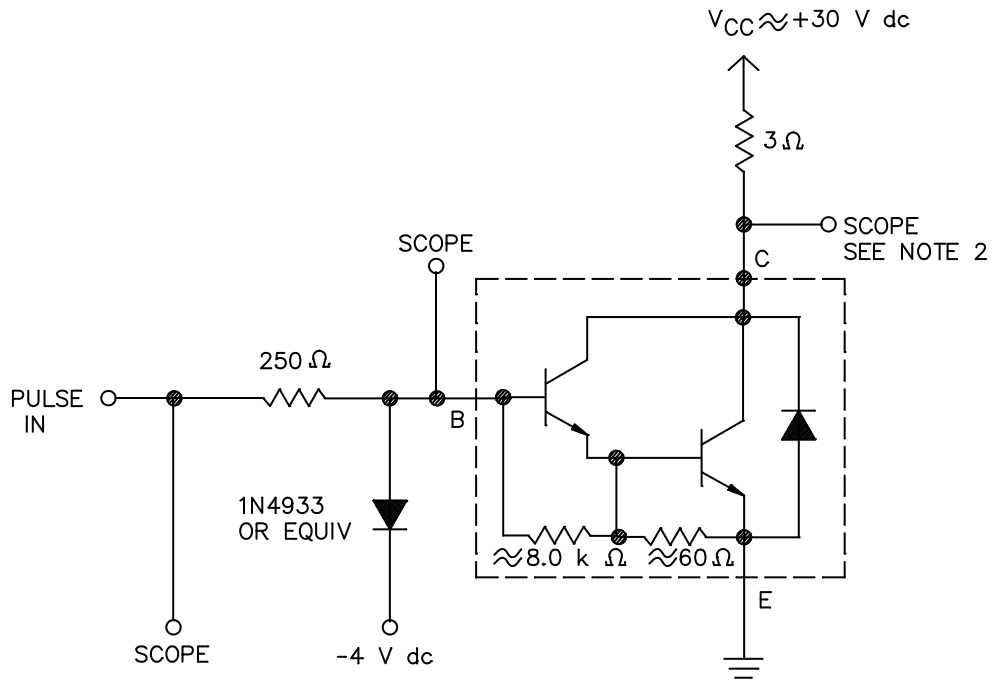 VCC ≈ +30 V dc
3 Ω
SCOPE
SEE NOTE 2
C
SCOPE
250 Ω
PULSE
IN
B
1N4933
OR EQUIV
≈ 8.0 k Ω
≈ 60 Ω
E
SCOPE
-4 V dc